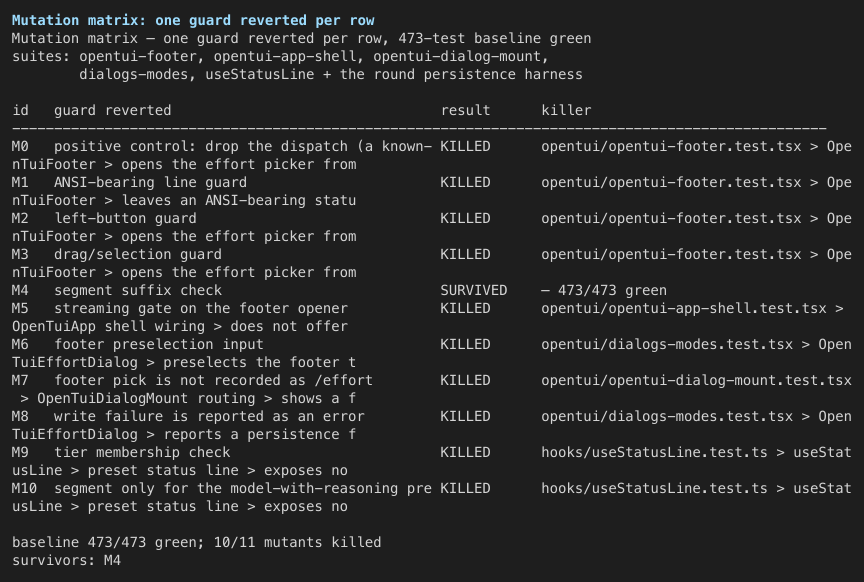 Mutation matrix: one guard reverted per row
Mutation matrix — one guard reverted per row, 473-test baseline green
suites: opentui-footer, opentui-app-shell, opentui-dialog-mount,
        dialogs-modes, useStatusLine + the round persistence harness

id   guard reverted                                result      killer
─────────────────────────────────────────────────────────────────────────────────────────────────
M0   positive control: drop the dispatch (a known- KILLED      opentui/opentui-footer.test.tsx > Ope
nTuiFooter > opens the effort picker from
M1   ANSI-bearing line guard                       KILLED      opentui/opentui-footer.test.tsx > Ope
nTuiFooter > leaves an ANSI-bearing statu
M2   left-button guard                             KILLED      opentui/opentui-footer.test.tsx > Ope
nTuiFooter > opens the effort picker from
M3   drag/selection guard                          KILLED      opentui/opentui-footer.test.tsx > Ope
nTuiFooter > opens the effort picker from
M4   segment suffix check                          SURVIVED    — 473/473 green
M5   streaming gate on the footer opener           KILLED      opentui/opentui-app-shell.test.tsx >
OpenTuiApp shell wiring > does not offer
M6   footer preselection input                     KILLED      opentui/dialogs-modes.test.tsx > Open
TuiEffortDialog > preselects the footer t
M7   footer pick is not recorded as /effort        KILLED      opentui/opentui-dialog-mount.test.tsx
 > OpenTuiDialogMount routing > shows a f
M8   write failure is reported as an error         KILLED      opentui/dialogs-modes.test.tsx > Open
TuiEffortDialog > reports a persistence f
M9   tier membership check                         KILLED      hooks/useStatusLine.test.ts > useStat
usLine > preset status line > exposes no
M10  segment only for the model-with-reasoning pre KILLED      hooks/useStatusLine.test.ts > useStat
usLine > preset status line > exposes no

baseline 473/473 green; 10/11 mutants killed
survivors: M4